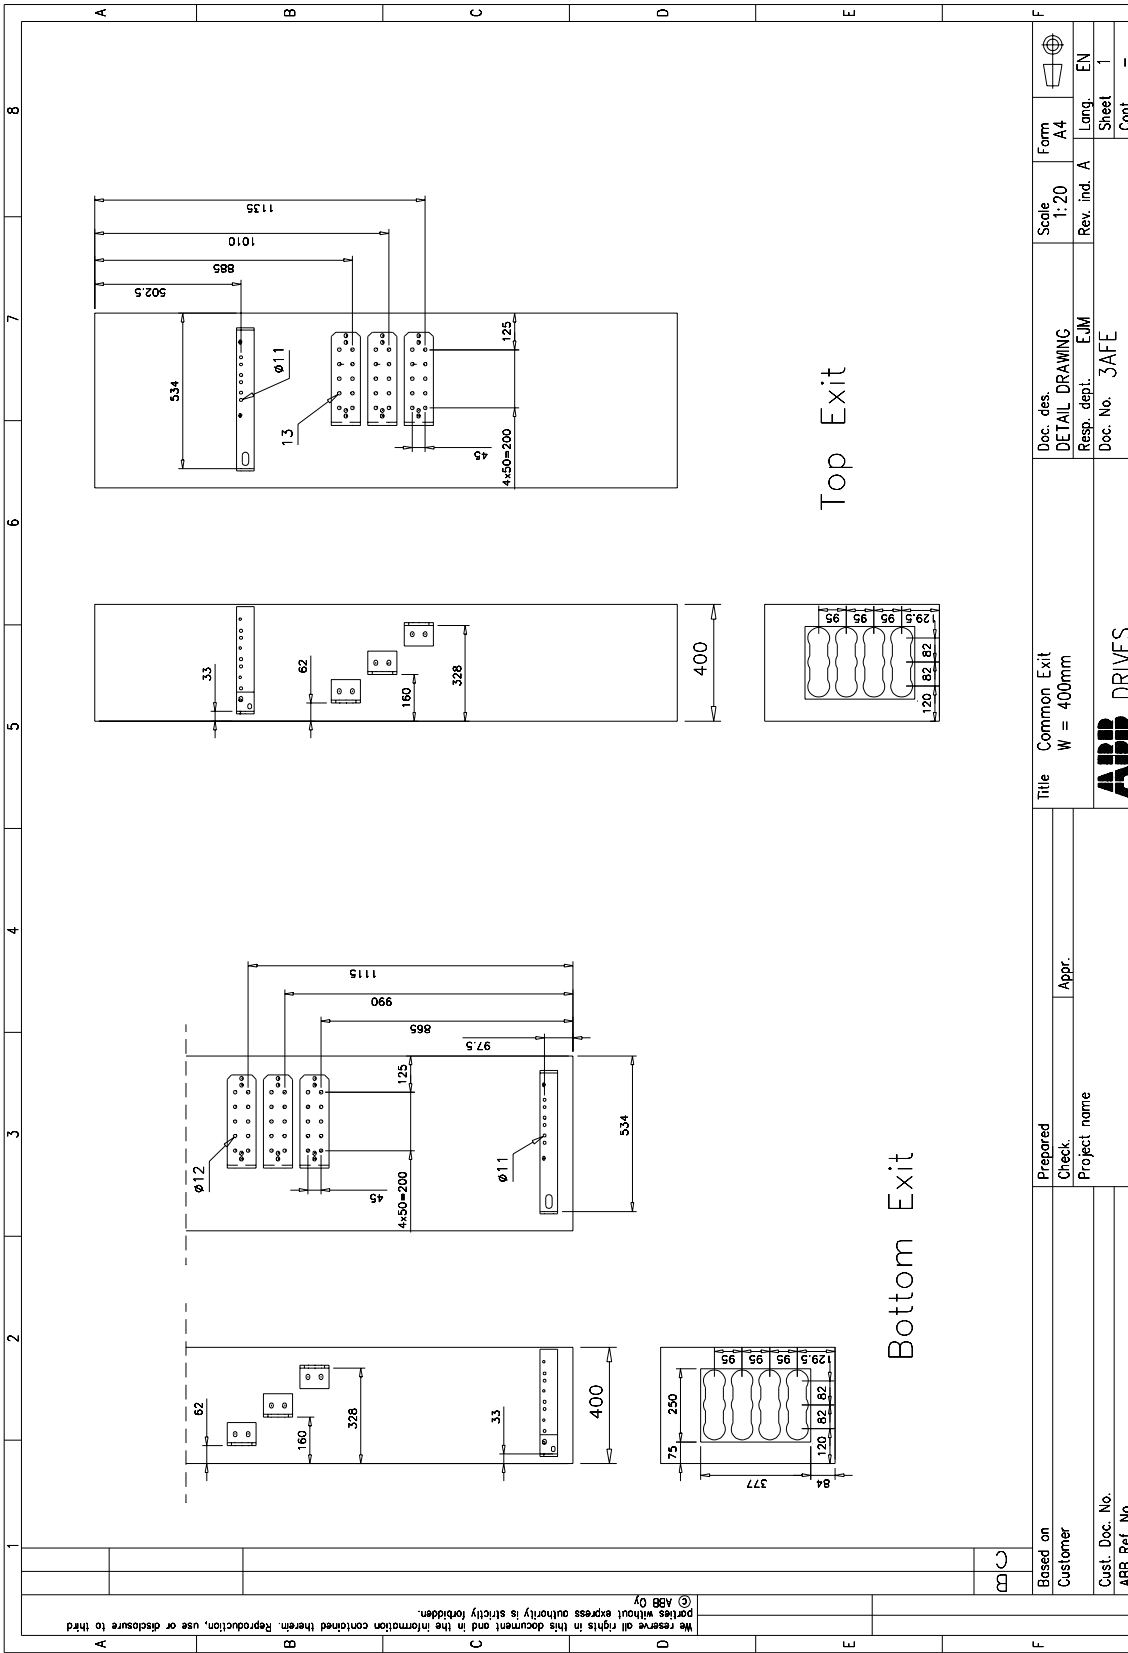 1 2 3 4 5 6 7 8
A
B
C
D
E
F
A
B
C
D
E
F
62
160
328
33
400
250
75
377
84
120 82 82
129.5 95 95 95
Bottom Exit
ø12
45
4x50=200
125
ø11
534
97.5
865
990
1115
33
62
160
328
400
120 82 82
129.5 95 95 95
534
ø11
13
45
4x50=200
125
502.5
885
1010
1135
Top Exit
C
B
We reserve all rights in this document and in the information contained therein. Reproduction, use or disclosure to third
parties without express authority is strictly forbidden.
© ABB Oy
Based on
Customer
Cust. Doc. No.
ABB Ref. No.
Prepared
Check.
Appr.
Project name
Title Common Exit
W = 400mm
ABB DRIVES
Doc. des.
DETAIL DRAWING
Resp. dept. EJM
Doc. No. 3AFE
Scale
1:20
Form
A4
Rev. ind. A
Lang. EN
Sheet 1
Cont. =